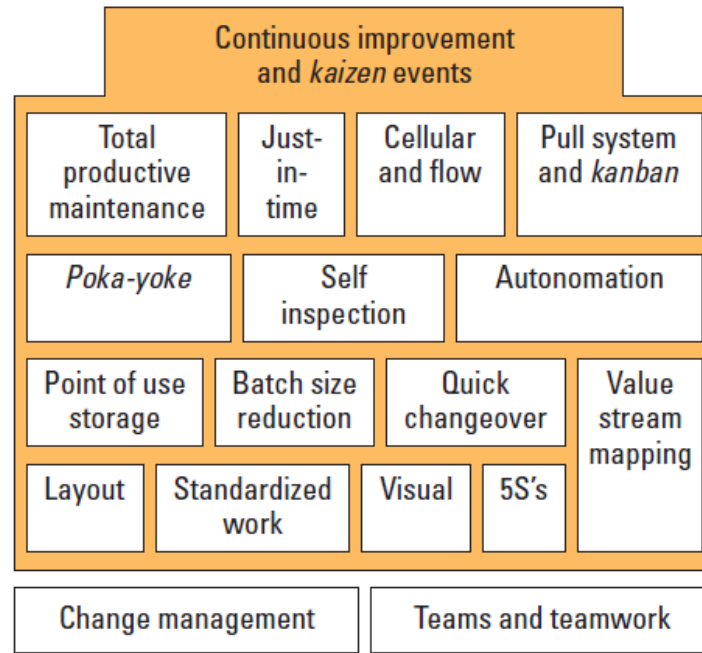 Continuous improvement
and kaizen events
Total
productive
maintenance
Just-
in-
time
Cellular
and flow
Pull system
and kanban
Poka-yoke
Self
inspection
Autonomation
Point of use
storage
Batch size
reduction
Quick
changeover
Value
stream
mapping
Layout
Standardized
work
Visual
5S's
Change management
Teams and teamwork